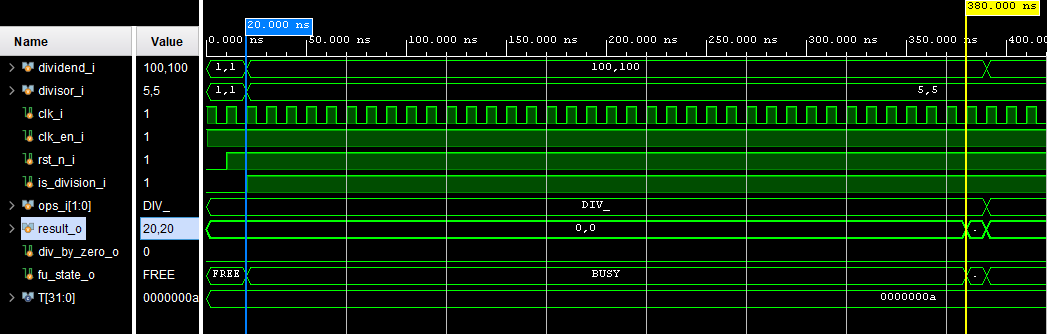 20.000 ns
380.000 ns
Name
Value
0.000 ns
50.000 ns
100.000 ns
150.000 ns
200.000 ns
250.000 ns
300.000 ns
350.000 ns
400.
dividend_i
100,100
1,1
100,100
divisor_i
5,5
1,1
5,5
clk_i
1
clk_en_i
1
rst_n_i
1
is_division_i
1
ops_i[1:0]
DIV_
DIV_
result_o
20,20
0,0
.
div_by_zero_o
0
fu_state_o
FREE
FREE
BUSY
.
T[31:0]
0000000a
0000000a